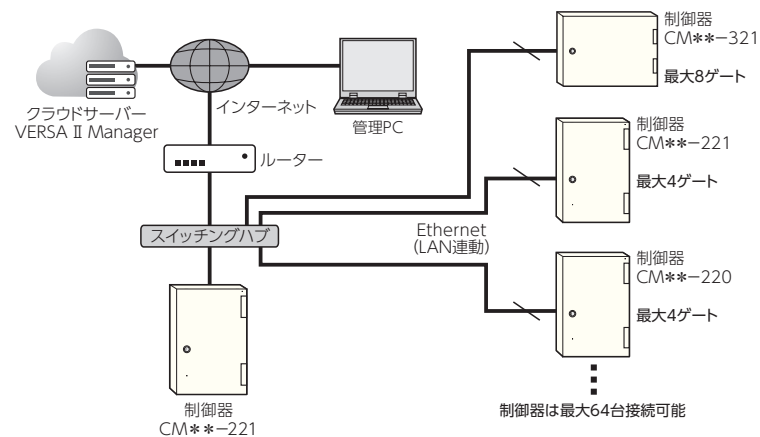 クラウドサーバー
VERSA II Manager
インターネット
管理PC
ルーター
スイッチングハブ
Ethernet
(LAN連動)
制御器
CM**−321
最大8ゲート
制御器
CM**−221
最大4ゲート
制御器
CM**−220
最大4ゲート
制御器は最大64台接続可能
制御器
CM**−221